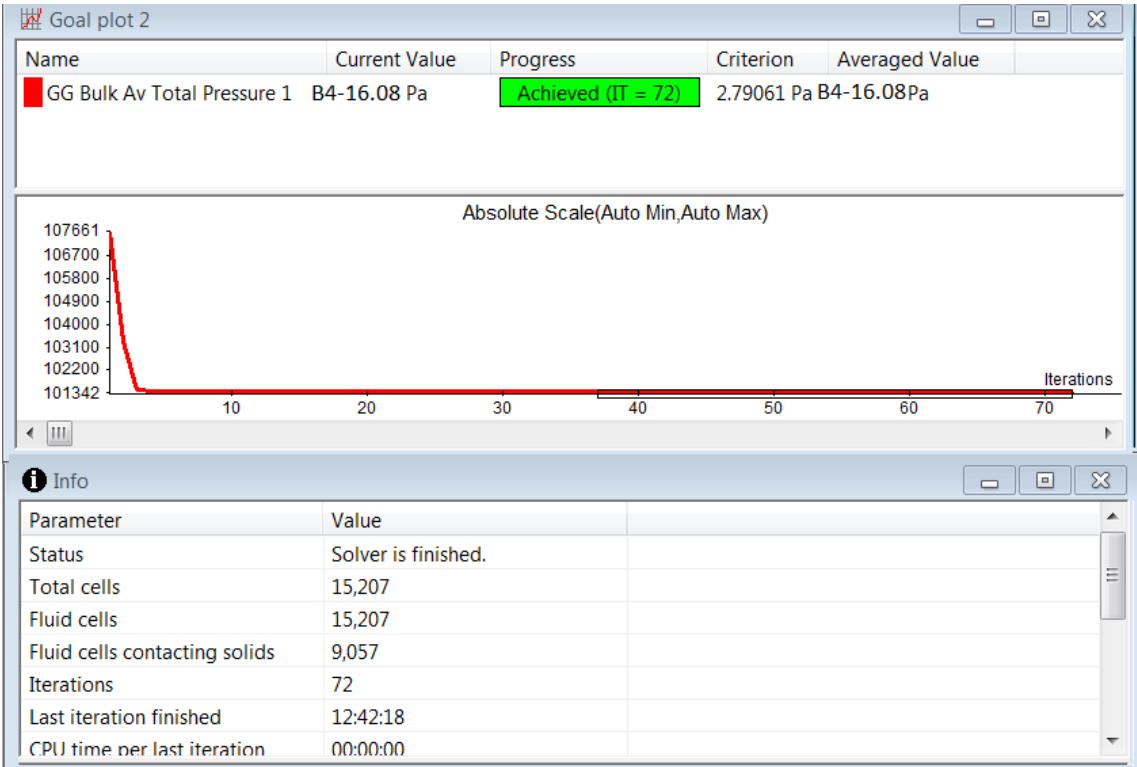 Goal plot 2
Name Current Value Progress Criterion Averaged Value
GG Bulk Av Total Pressure 1 B4-16.08 Pa Achieved (IT = 72) 2.79061 Pa B4-16.08Pa
Absolute Scale(Auto Min,Auto Max)
107661
106700
105800
104900
104000
103100
102200
101342
Iterations
10 20 30 40 50 60 70
Info
Parameter Value
Status Solver is finished.
Total cells 15,207
Fluid cells 15,207
Fluid cells contacting solids 9,057
Iterations 72
Last iteration finished 12:42:18
CPU time per last iteration 00:00:00